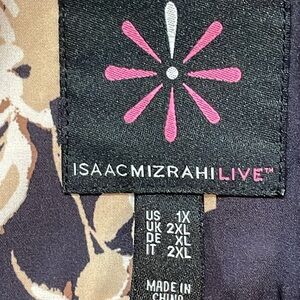 ISAACMIZRAHILIVE™
US 1X
UK 2XL
DE XL
IT 2XL
MADE IN
CHINA